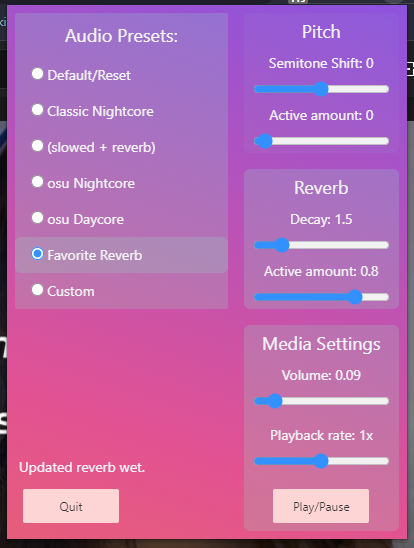 Audio Presets:
Default/Reset
Classic Nightcore
(slowed + reverb)
osu Nightcore
osu Daycore
Favorite Reverb
Custom
Updated reverb wet.
Quit
Pitch
Semitone Shift: 0
Active amount: 0
Reverb
Decay: 1.5
Active amount: 0.8
Media Settings
Volume: 0.09
Playback rate: 1x
Play/Pause